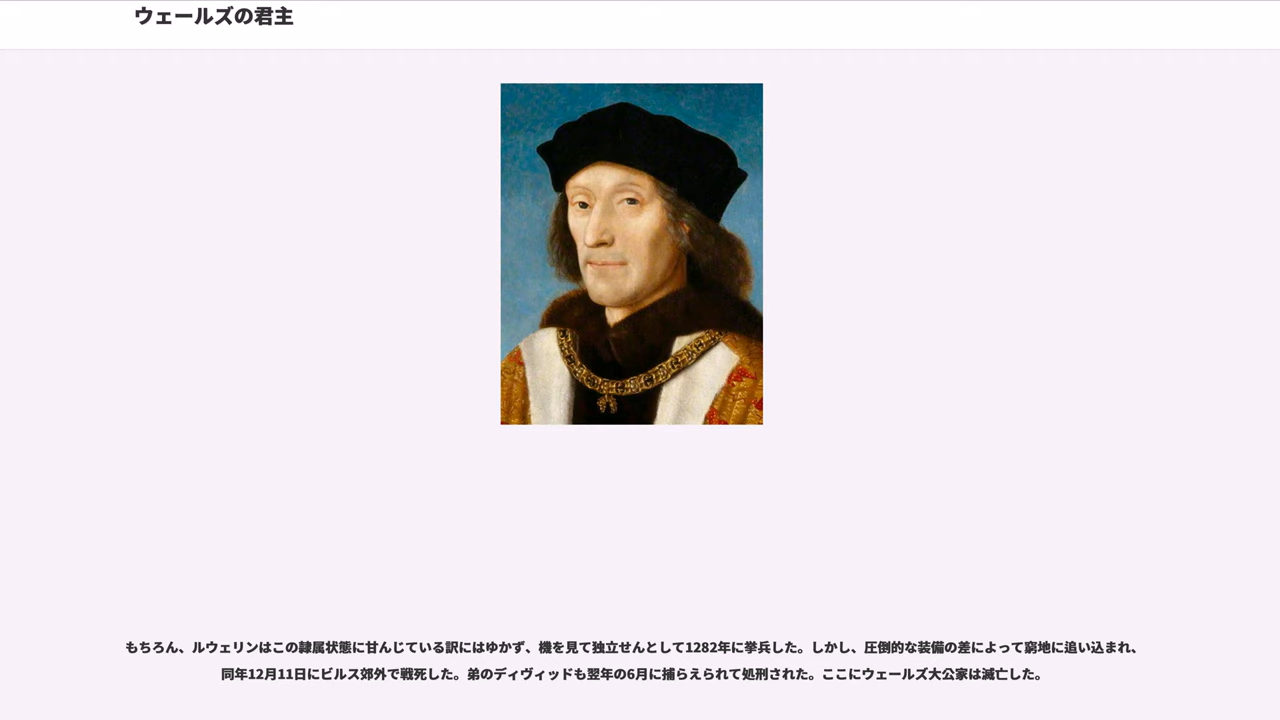 ウェールズの君主
もちろん、ルウェリンはこの隷属状態に甘んじている訳にはゆかず、機を見て独立せんとして1282年に挙兵した。しかし、圧倒的な装備の差によって窮地に追い込まれ、
同年12月11日にビルス郊外で戦死した。弟のディヴィッドも翌年の6月に捕らえられて処刑された。ここにウェールズ大公家は滅亡した。